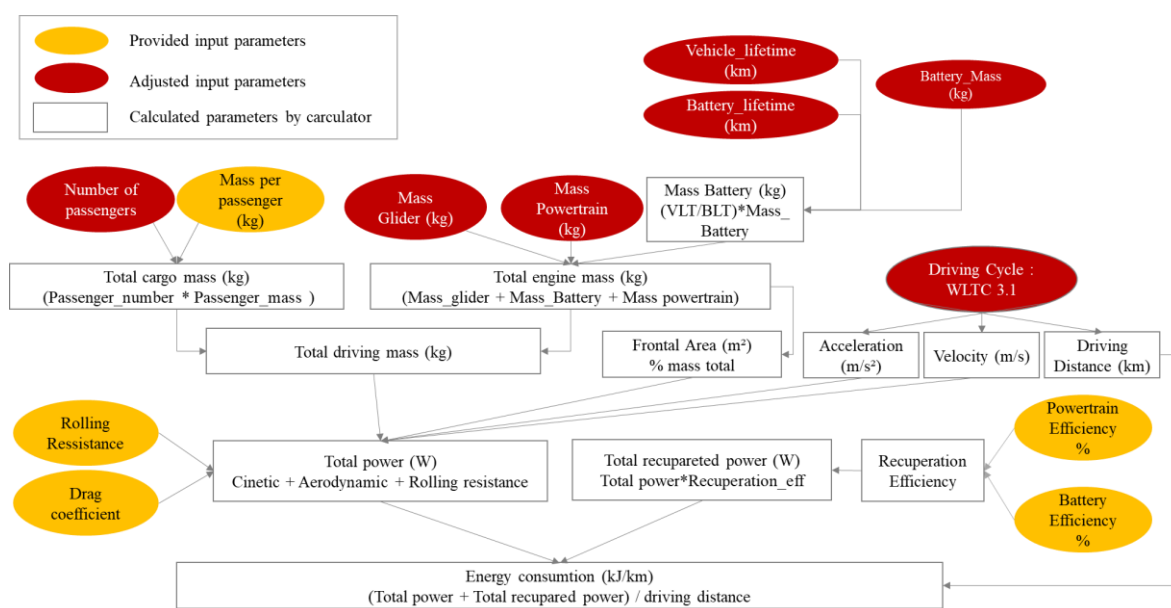 Provided input parameters
Adjusted input parameters
Calculated parameters by carculator
Vehicle_lifetime
(km)
Battery_lifetime
(km)
Battery_Mass
(kg)
Number of
passengers
Mass per
passenger
(kg)
Mass
Glider (kg)
Mass
Powertrain
(kg)
Mass Battery (kg)
(VLT/BLT)*Mass_
Battery
Total cargo mass (kg)
(Passenger_number * Passenger_mass )
Total engine mass (kg)
(Mass_glider + Mass_Battery + Mass powertrain)
Driving Cycle :
WLTC 3.1
Total driving mass (kg)
Frontal Area (m²)
% mass total
Acceleration
(m/s²)
Velocity (m/s)
Driving
Distance (km)
Rolling
Ressistance
Drag
coefficient
Total power (W)
Cinetic + Aerodynamic + Rolling resistance
Total recupareted power (W)
Total power*Recuperation_eff
Recuperation
Efficiency
Powertrain
Efficiency
%
Battery
Efficiency
%
Energy consumtion (kJ/km)
(Total power + Total recupared power) / driving distance